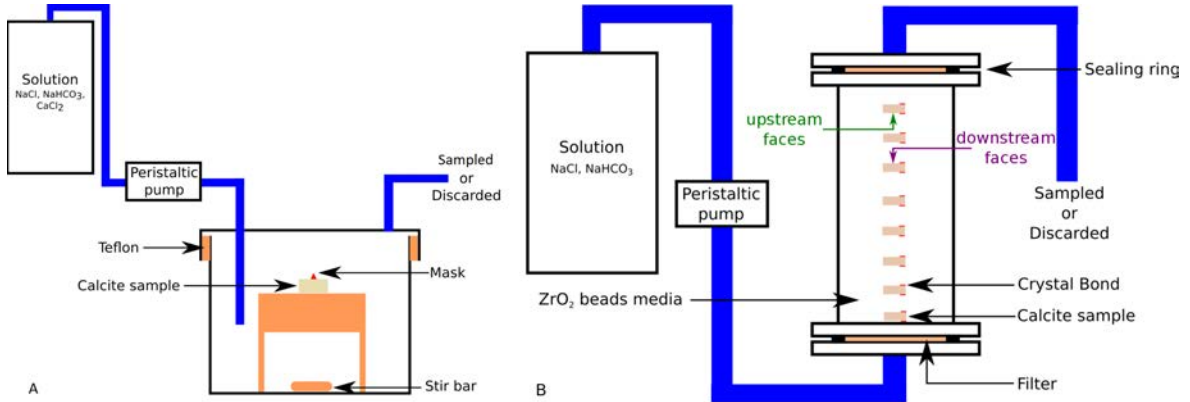 Solution
NaCl, NaHCO₃,
CaCl₂
Peristaltic
pump
Sampled
or
Discarded
Teflon
Calcite sample
Mask
Stir bar
A
Solution
NaCl, NaHCO₃
Peristaltic
pump
Sealing ring
upstream
faces
downstream
faces
Sampled
or
Discarded
ZrO₂ beads media
Crystal Bond
Calcite sample
Filter
B